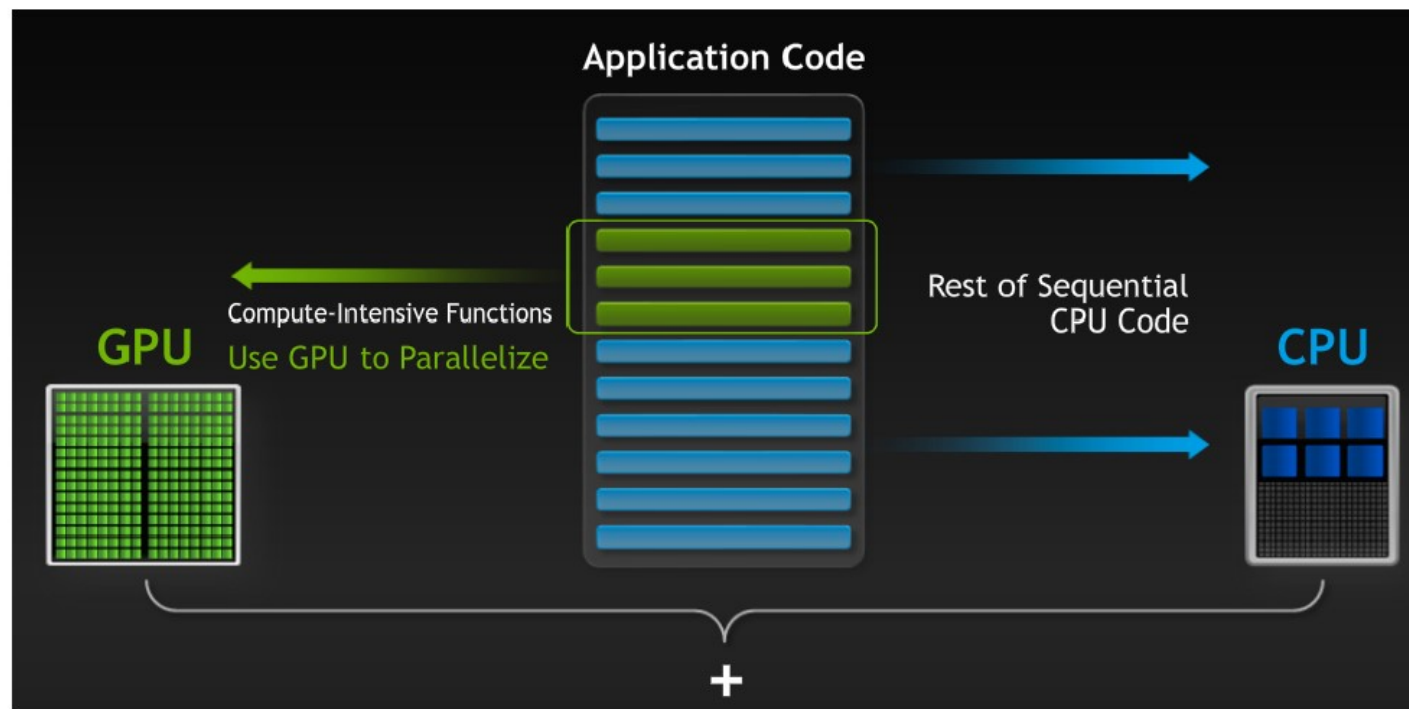 Application Code
Compute-Intensive Functions
GPU
Use GPU to Parallelize
Rest of Sequential
CPU Code
CPU
+